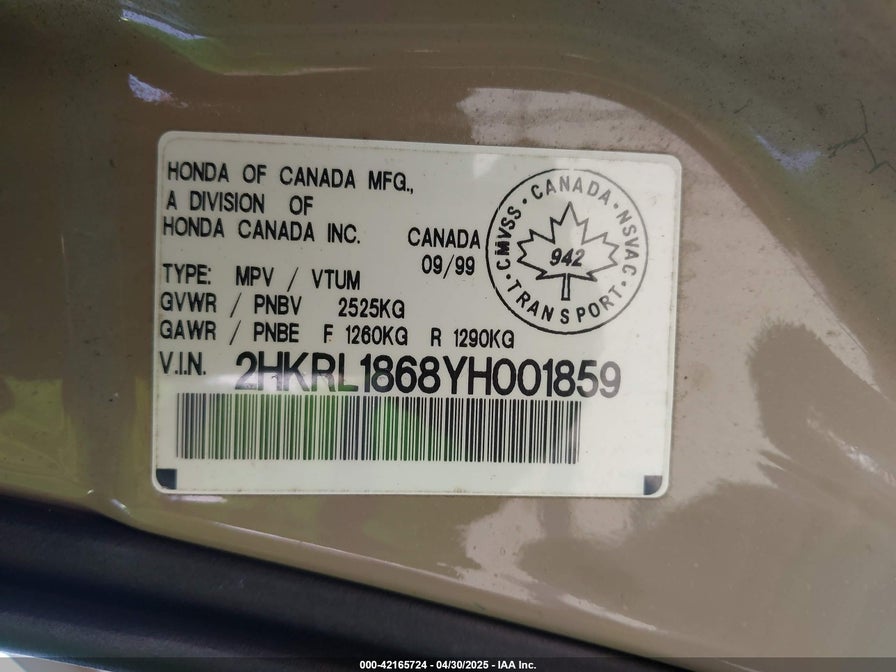 HONDA OF CANADA MFG.,
A DIVISION OF
HONDA CANADA INC.
CANADA
09/99
CMVSS · CANADA · NSVAC · TRANSPORT ·
942
TYPE: MPV / VTUM
GVWR / PNBV 2525KG
GAWR / PNBE F 1260KG R 1290KG
V.I.N. 2HKRL1868YH001859
000-42165724 - 04/30/2025 - IAA Inc.